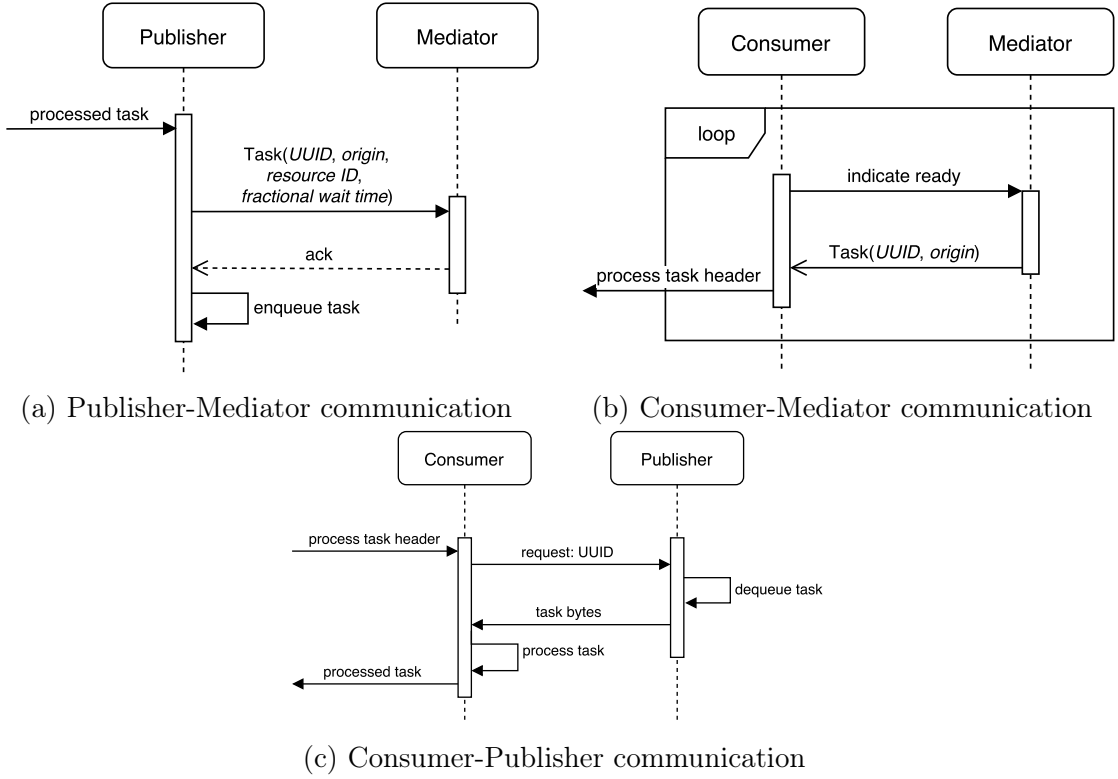 Publisher
Mediator
processed task
Task(UUID, origin,
resource ID,
fractional wait time)
ack
enqueue task
(a) Publisher-Mediator communication
Consumer
Mediator
loop
indicate ready
Task(UUID, origin)
process task header
(b) Consumer-Mediator communication
Consumer
Publisher
process task header
request: UUID
dequeue task
task bytes
process task
processed task
(c) Consumer-Publisher communication